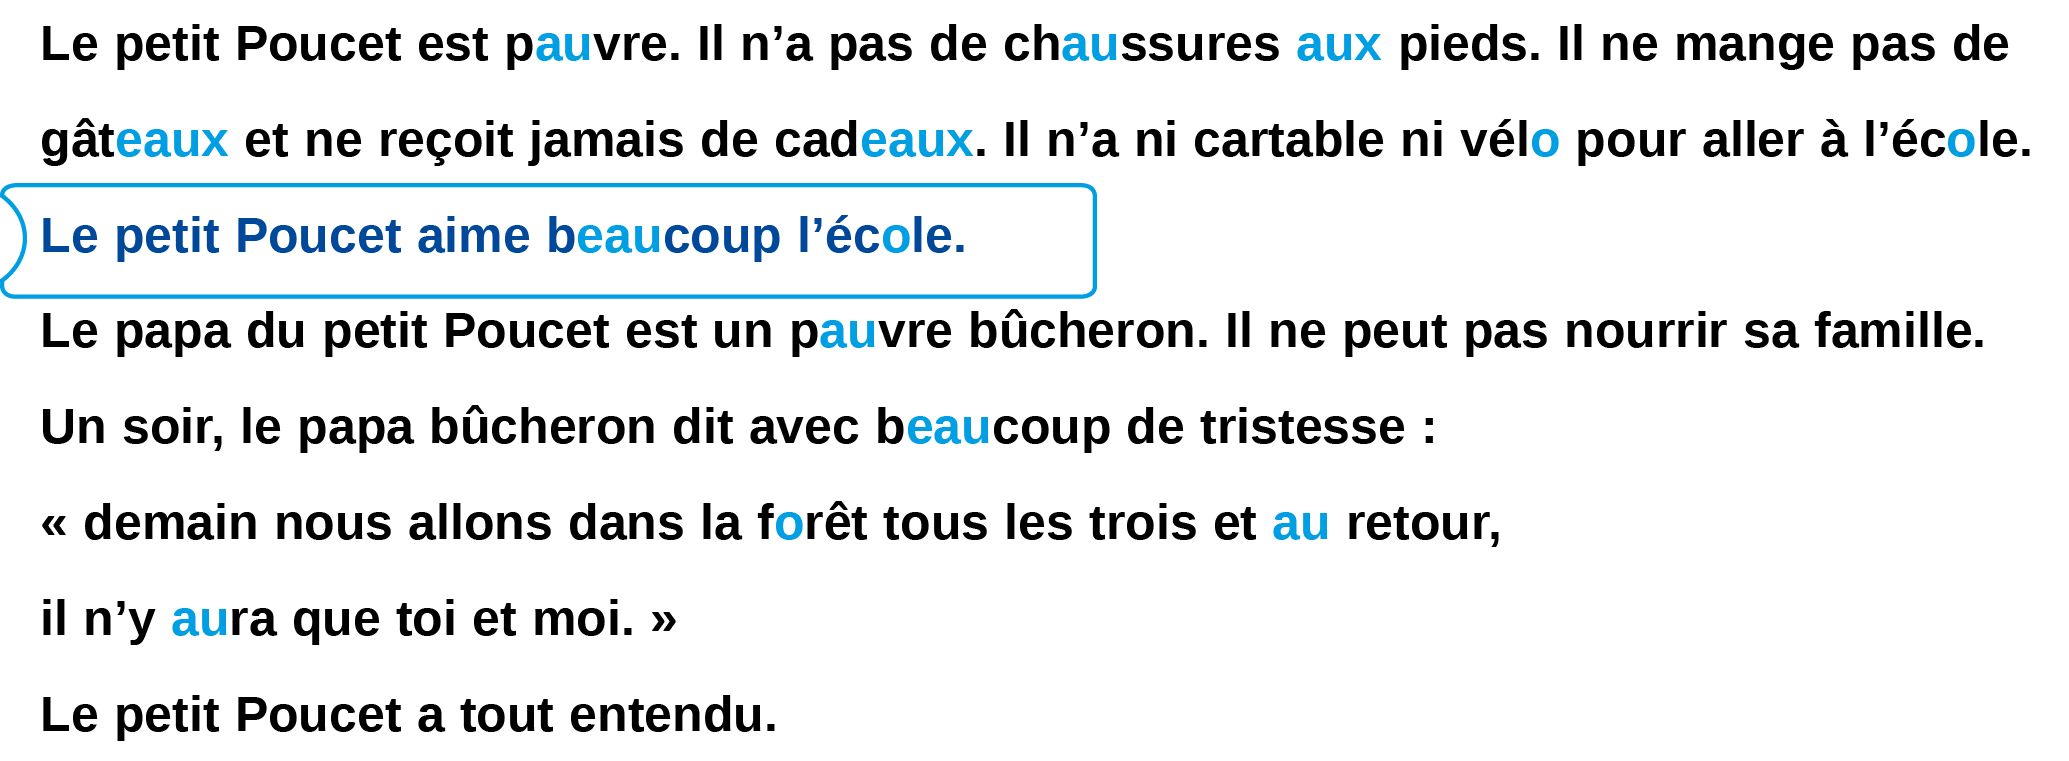 Le petit Poucet est pauvre. Il n’a pas de chaussures aux pieds. Il ne mange pas de
gâteaux et ne reçoit jamais de cadeaux. Il n’a ni cartable ni vélo pour aller à l’école.
Le petit Poucet aime beaucoup l’école.
Le papa du petit Poucet est un pauvre bûcheron. Il ne peut pas nourrir sa famille.
Un soir, le papa bûcheron dit avec beaucoup de tristesse :
« demain nous allons dans la forêt tous les trois et au retour,
il n’y aura que toi et moi. »
Le petit Poucet a tout entendu.